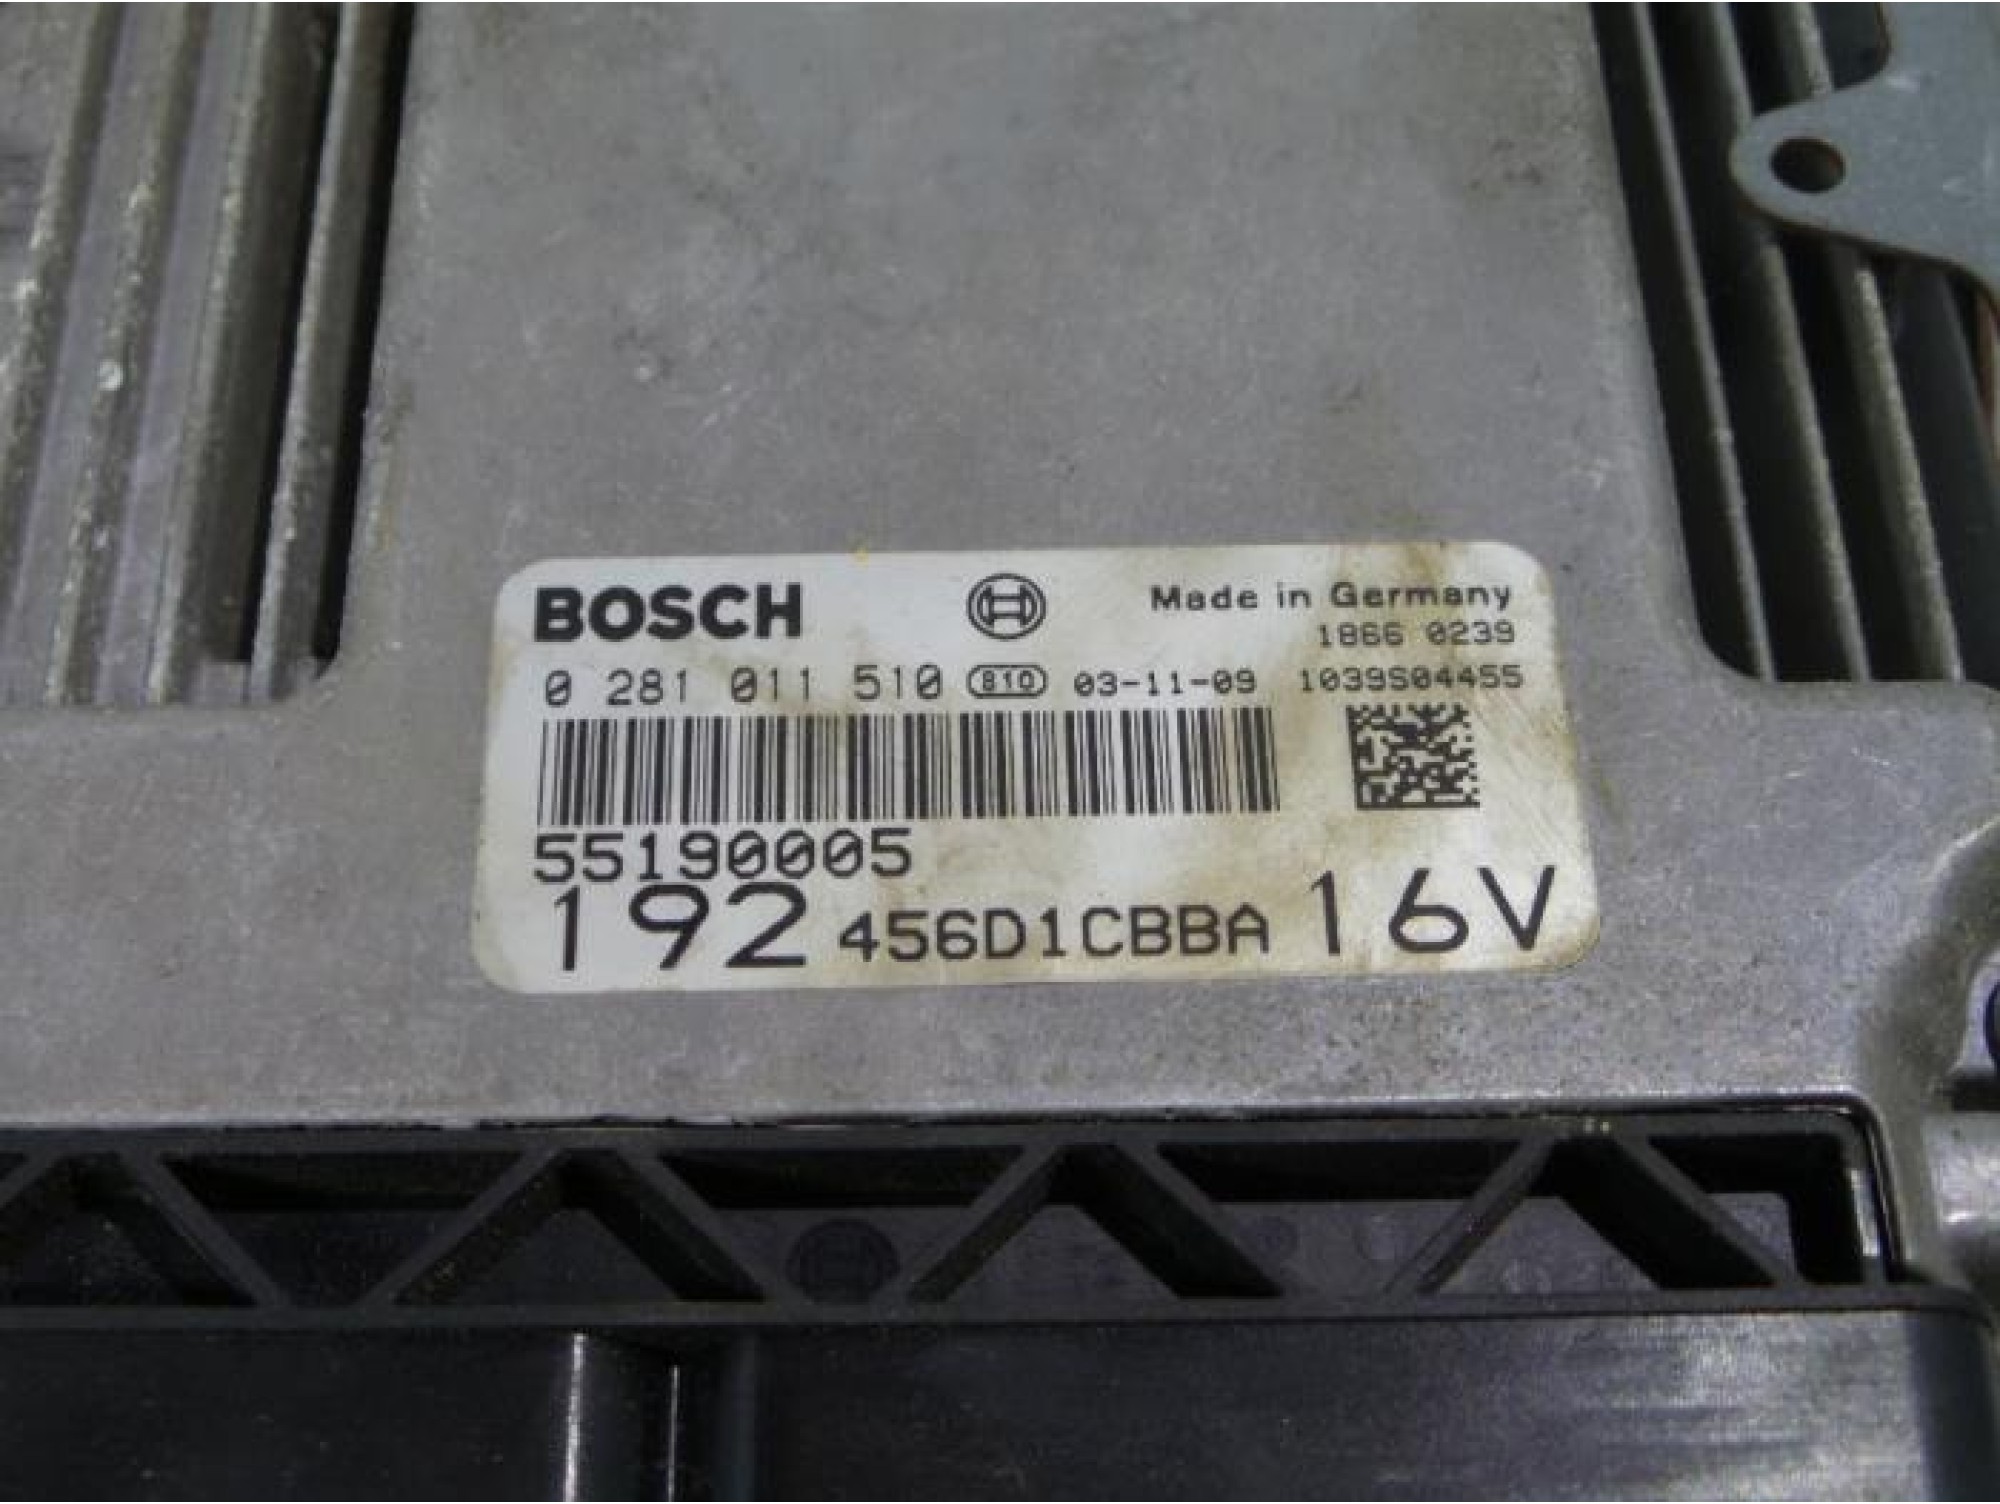 BOSCH
Made in Germany
1866 0239
0 281 011 510 810 03-11-09 1039S04455
55190005
192 456D1CBBA 16V